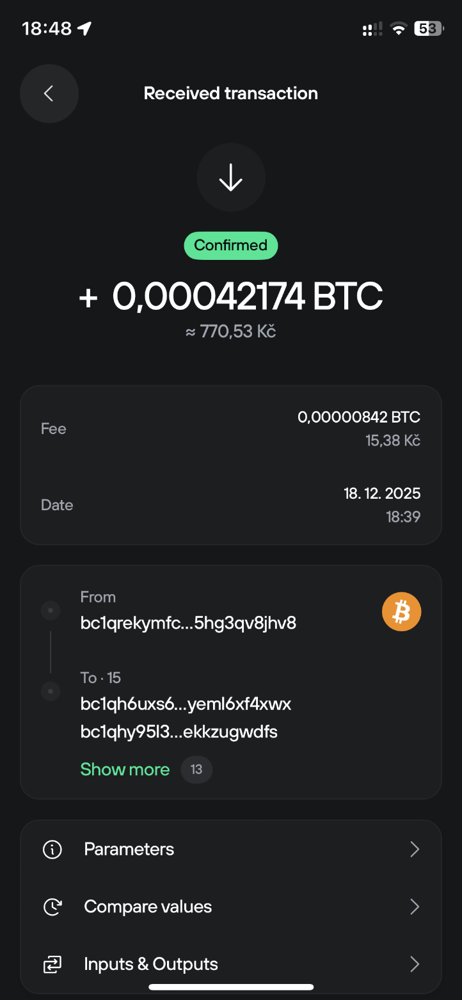 18:48
53
Received transaction
Confirmed
+ 0,00042174 BTC
≈ 770,53 Kč
Fee
0,00000842 BTC
15,38 Kč
Date
18. 12. 2025
18:39
From
bc1qrekymfc...5hg3qv8jhv8
To · 15
bc1qh6uxs6...yeml6xf4xwx
bc1qhy95l3...ekkzugwdfs
Show more 13
Parameters
Compare values
Inputs & Outputs